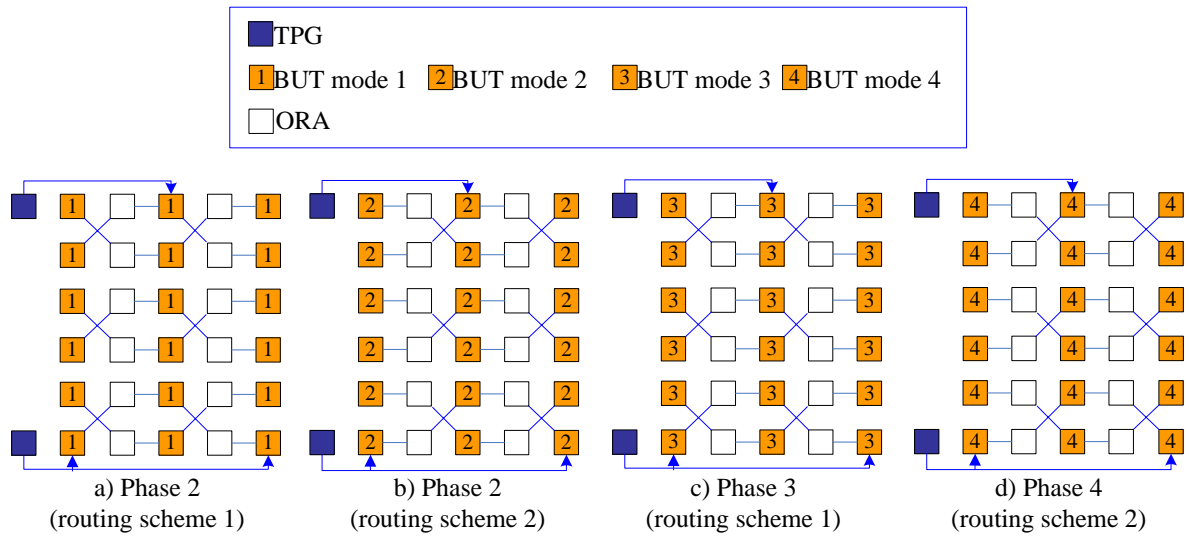 TPG
1 BUT mode 1 2 BUT mode 2 3 BUT mode 3 4 BUT mode 4
ORA
1 1 1 2 2 2 3 3 3 4 4 4
1 1 1 2 2 2 3 3 3 4 4 4
1 1 1 2 2 2 3 3 3 4 4 4
1 1 1 2 2 2 3 3 3 4 4 4
1 1 1 2 2 2 3 3 3 4 4 4
1 1 1 2 2 2 3 3 3 4 4 4
a) Phase 2
(routing scheme 1)
b) Phase 2
(routing scheme 2)
c) Phase 3
(routing scheme 1)
d) Phase 4
(routing scheme 2)